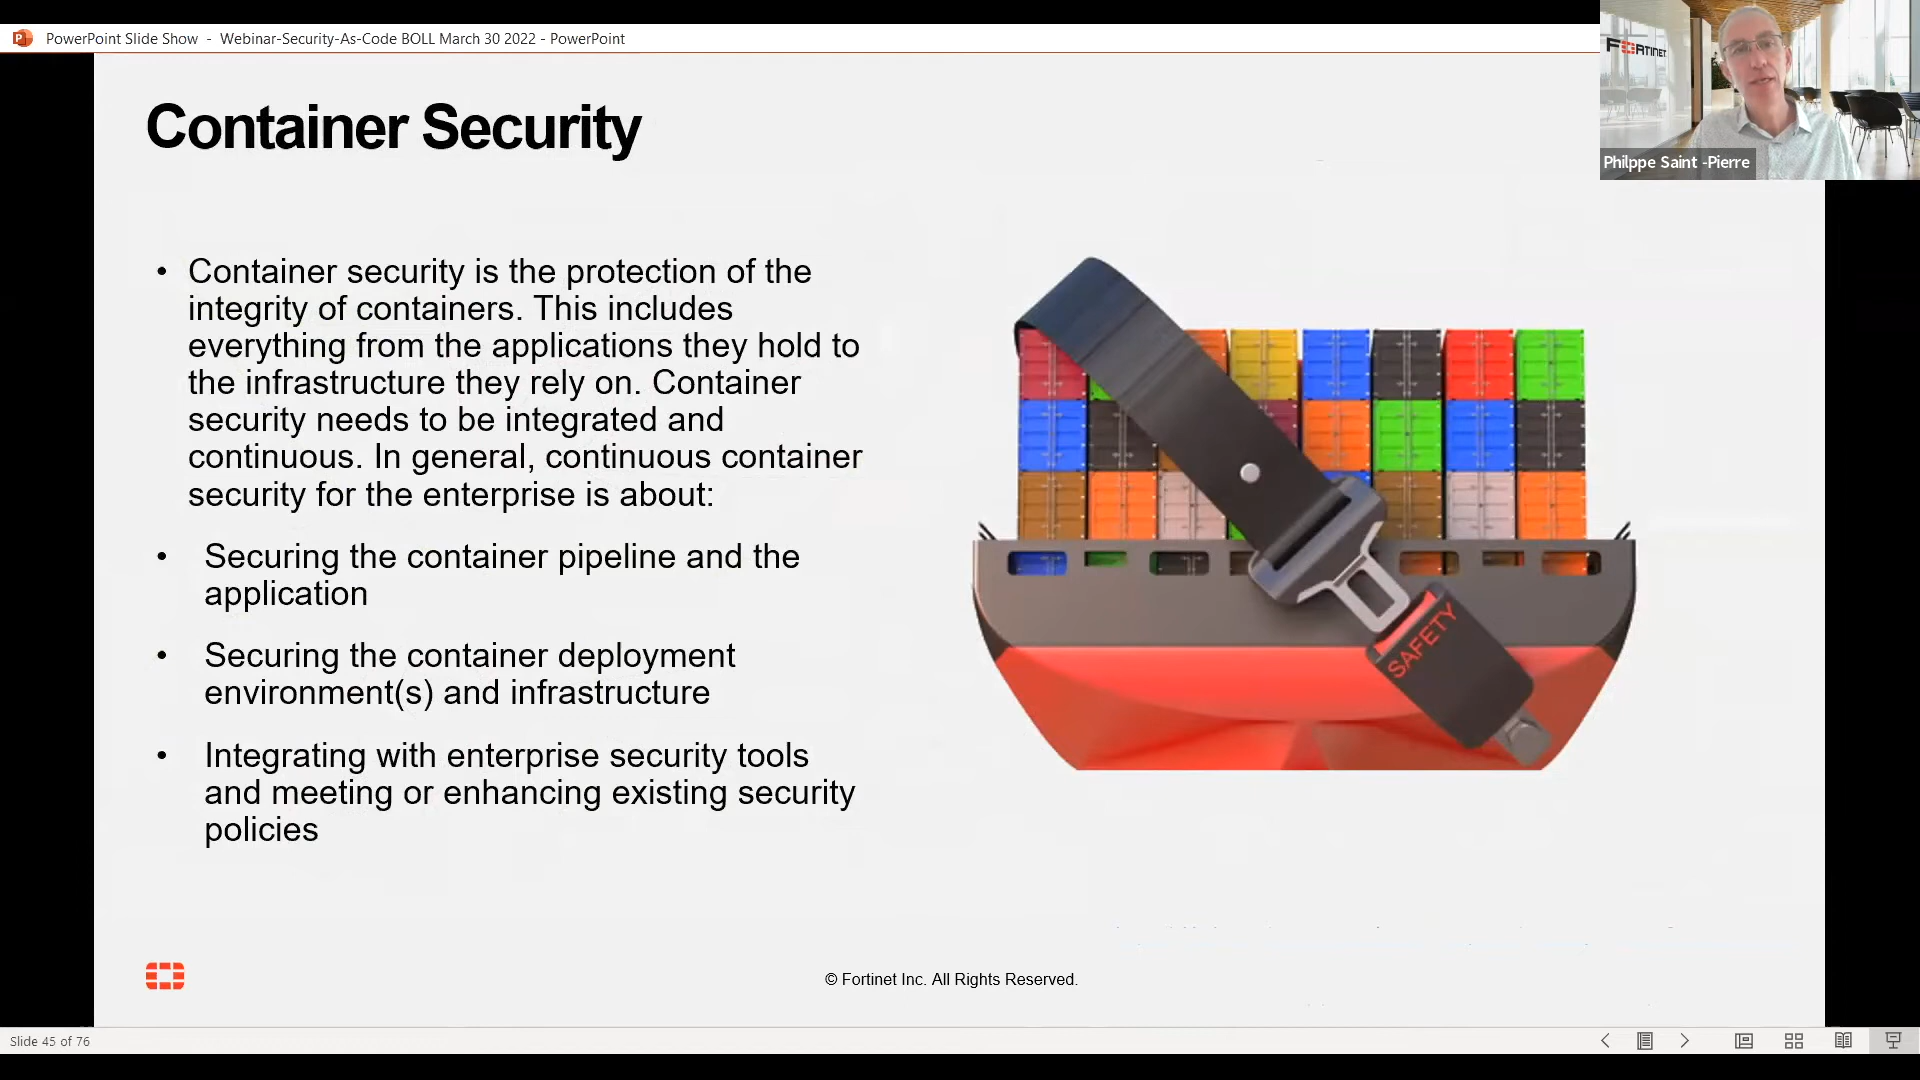 PowerPoint Slide Show - Webinar-Security-As-Code BOLL March 30 2022 - PowerPoint
FORTINET
Philppe Saint -Pierre
Container Security
• Container security is the protection of the
integrity of containers. This includes
everything from the applications they hold to
the infrastructure they rely on. Container
security needs to be integrated and
continuous. In general, continuous container
security for the enterprise is about:
• Securing the container pipeline and the
application
• Securing the container deployment
environment(s) and infrastructure
• Integrating with enterprise security tools
and meeting or enhancing existing security
policies
SAFETY
© Fortinet Inc. All Rights Reserved.
Slide 45 of 76